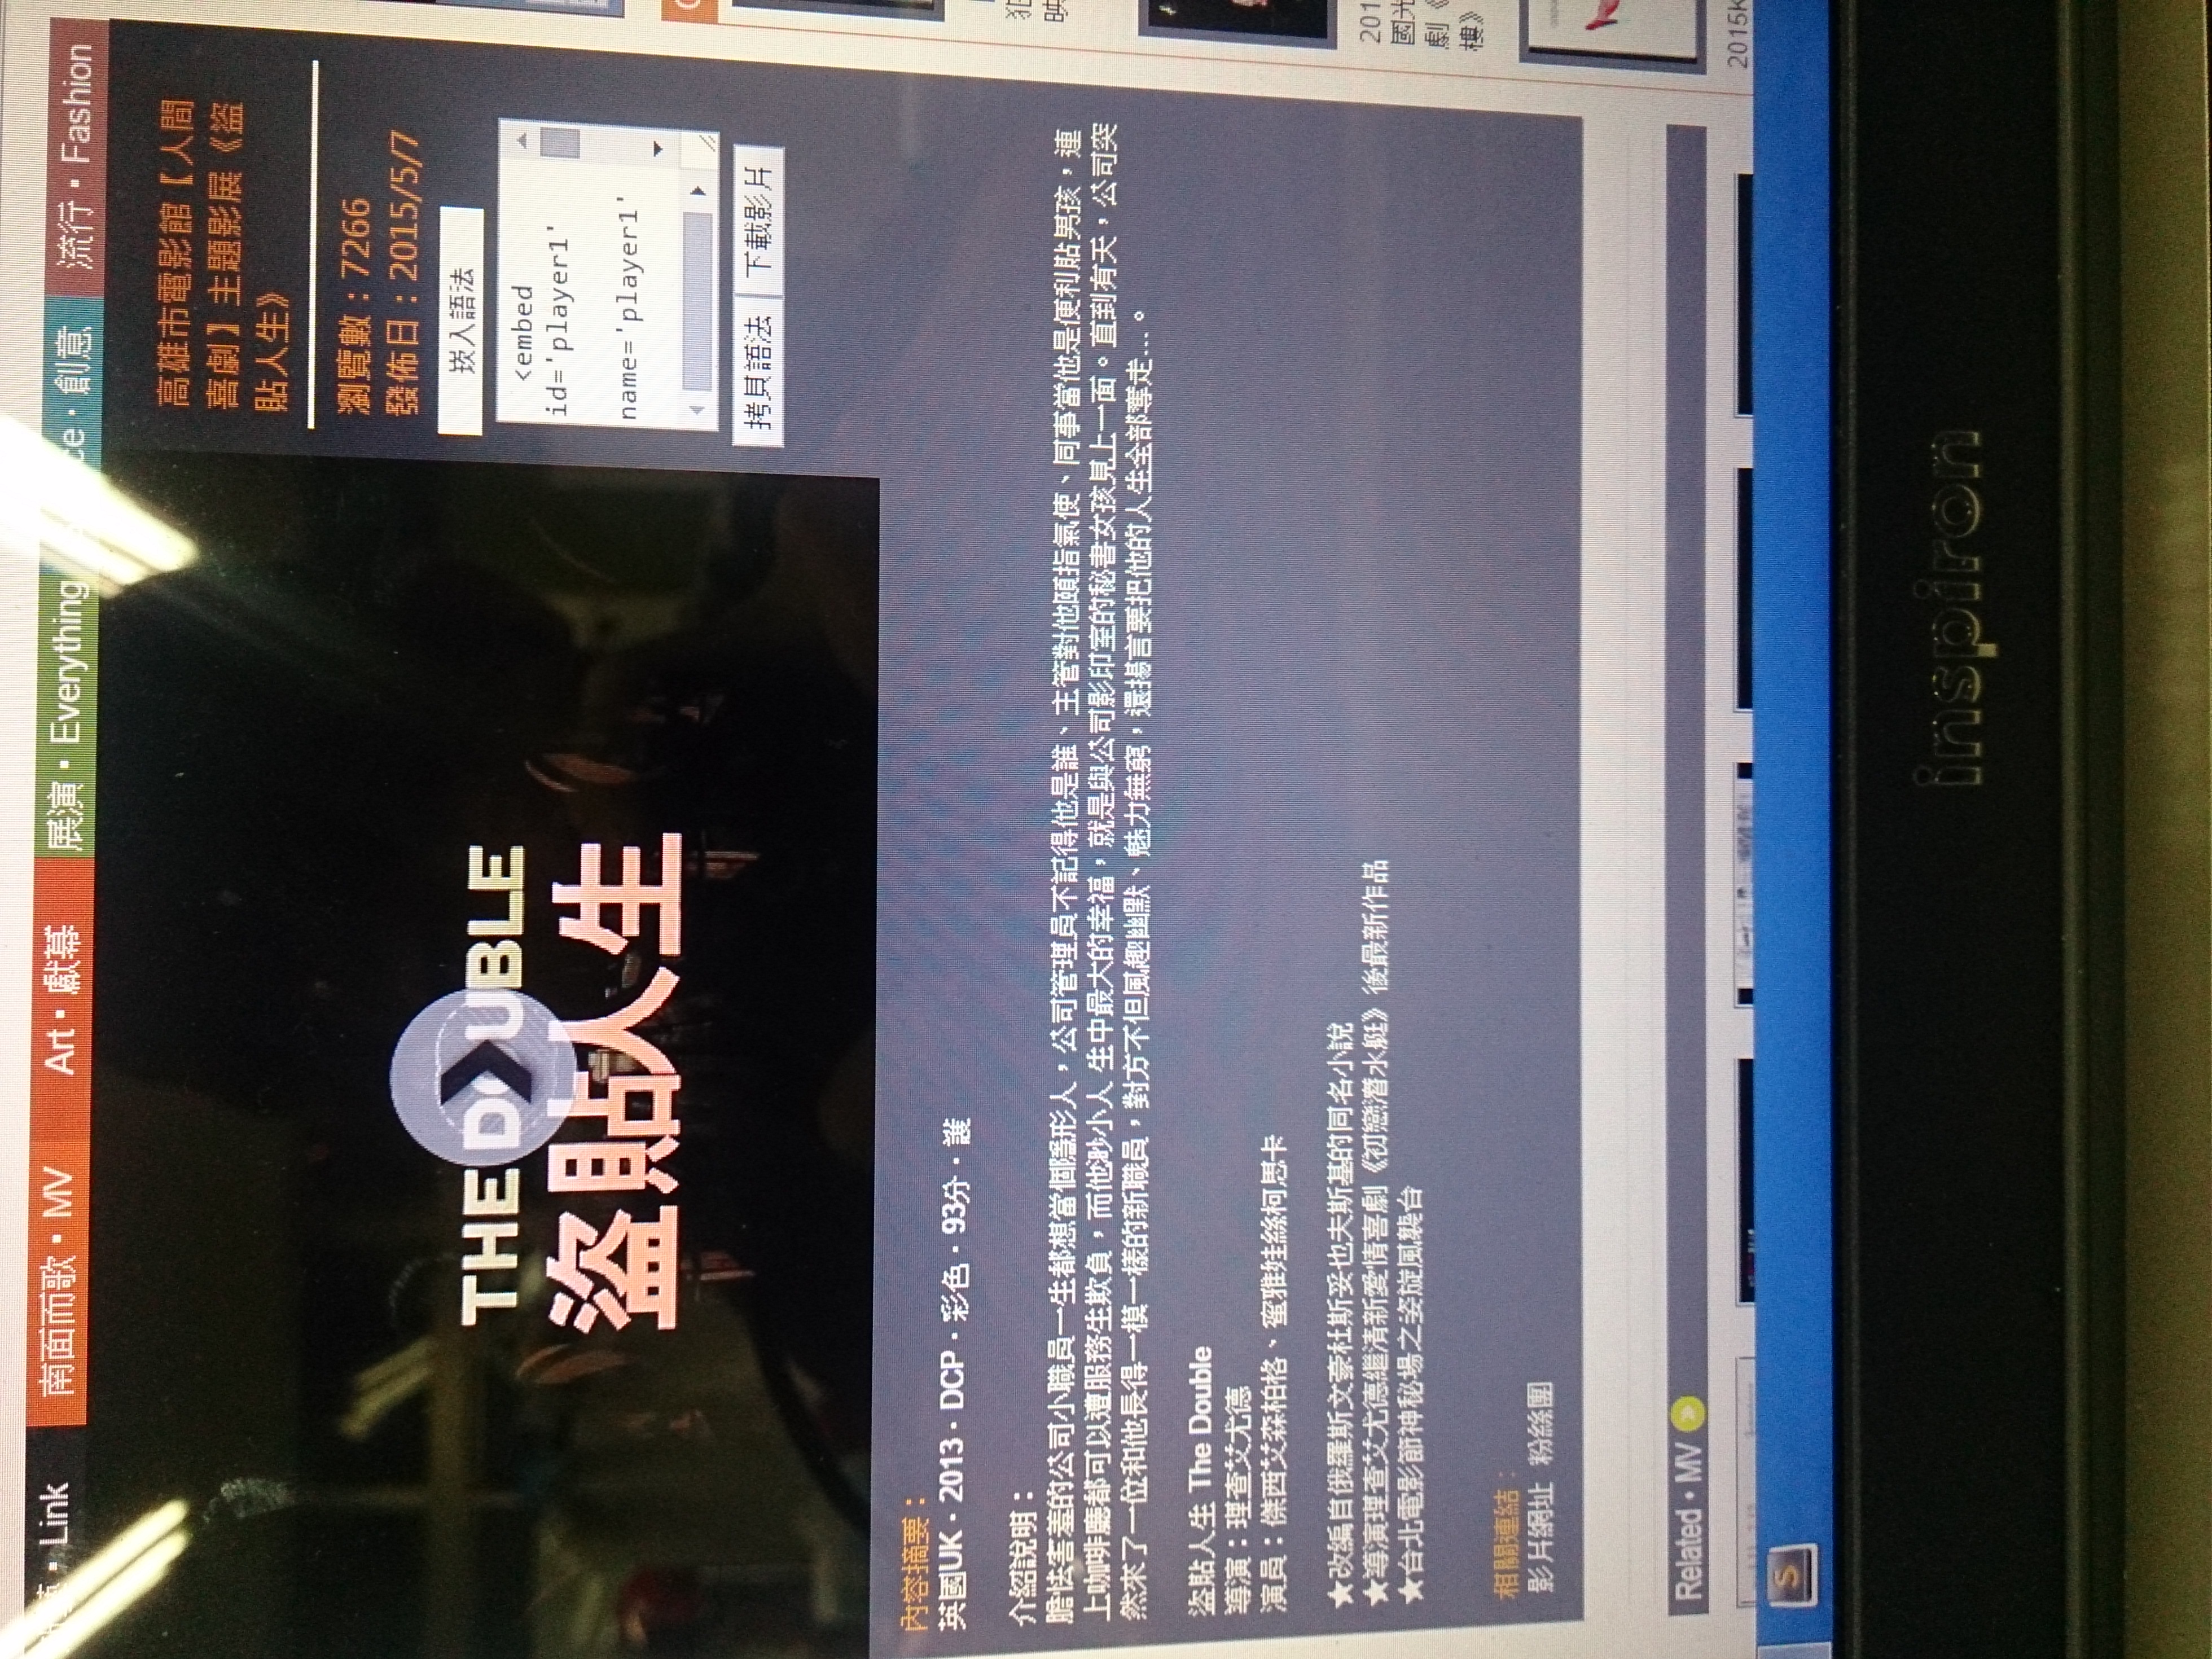 Link
南面而歌・MV
Art・獻幕
展演・Everything
ce・創意
流行・Fashion
高雄市電影館【人間
喜劇】主題影展《盜
貼人生》
瀏覽數：7266
發佈日：2015/5/7
崁入語法
<embed
id='player1'
name='player1'
拷貝語法
下載影片
THE DOUBLE
盜貼人生
內容摘要：
英國UK・2013・DCP・彩色・93分・護
介紹說明：
膽怯害羞的公司小職員一生都想當個隱形人，公司管理員不記得他是誰、主管對他頤指氣使、同事當他是便利貼男孩，連
上咖啡廳都可以遭服務生欺負，而他渺小人 生中最大的幸福，就是與公司影印室的秘書女孩見上一面。直到有天，公司突
然來了一位和他長得一模一樣的新職員，對方不但風趣幽默、魅力無窮，還揚言要把他的人生全部奪走...。
盜貼人生 The Double
導演：理查艾尤德
演員：傑西艾森柏格、蜜雅娃絲柯思卡
★改編自俄羅斯文豪杜斯妥也夫斯基的同名小說
★導演理查艾尤德繼清新愛情喜劇《初戀潛水艇》後最新作品
★台北電影節神秘場之姿旋風襲台
相關連結：
影片網址 粉絲團
Related・MV
201
國光
劇《
樓》
2015K
S
inspiron